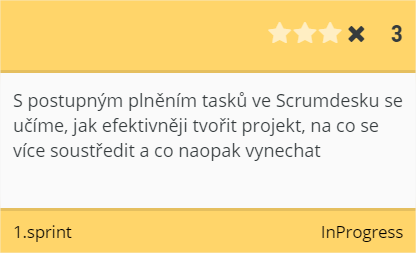 3
S postupným plněním tasků ve Scrumdesku se
učíme, jak efektivněji tvořit projekt, na co se
více soustředit a co naopak vynechat
1.sprint InProgress